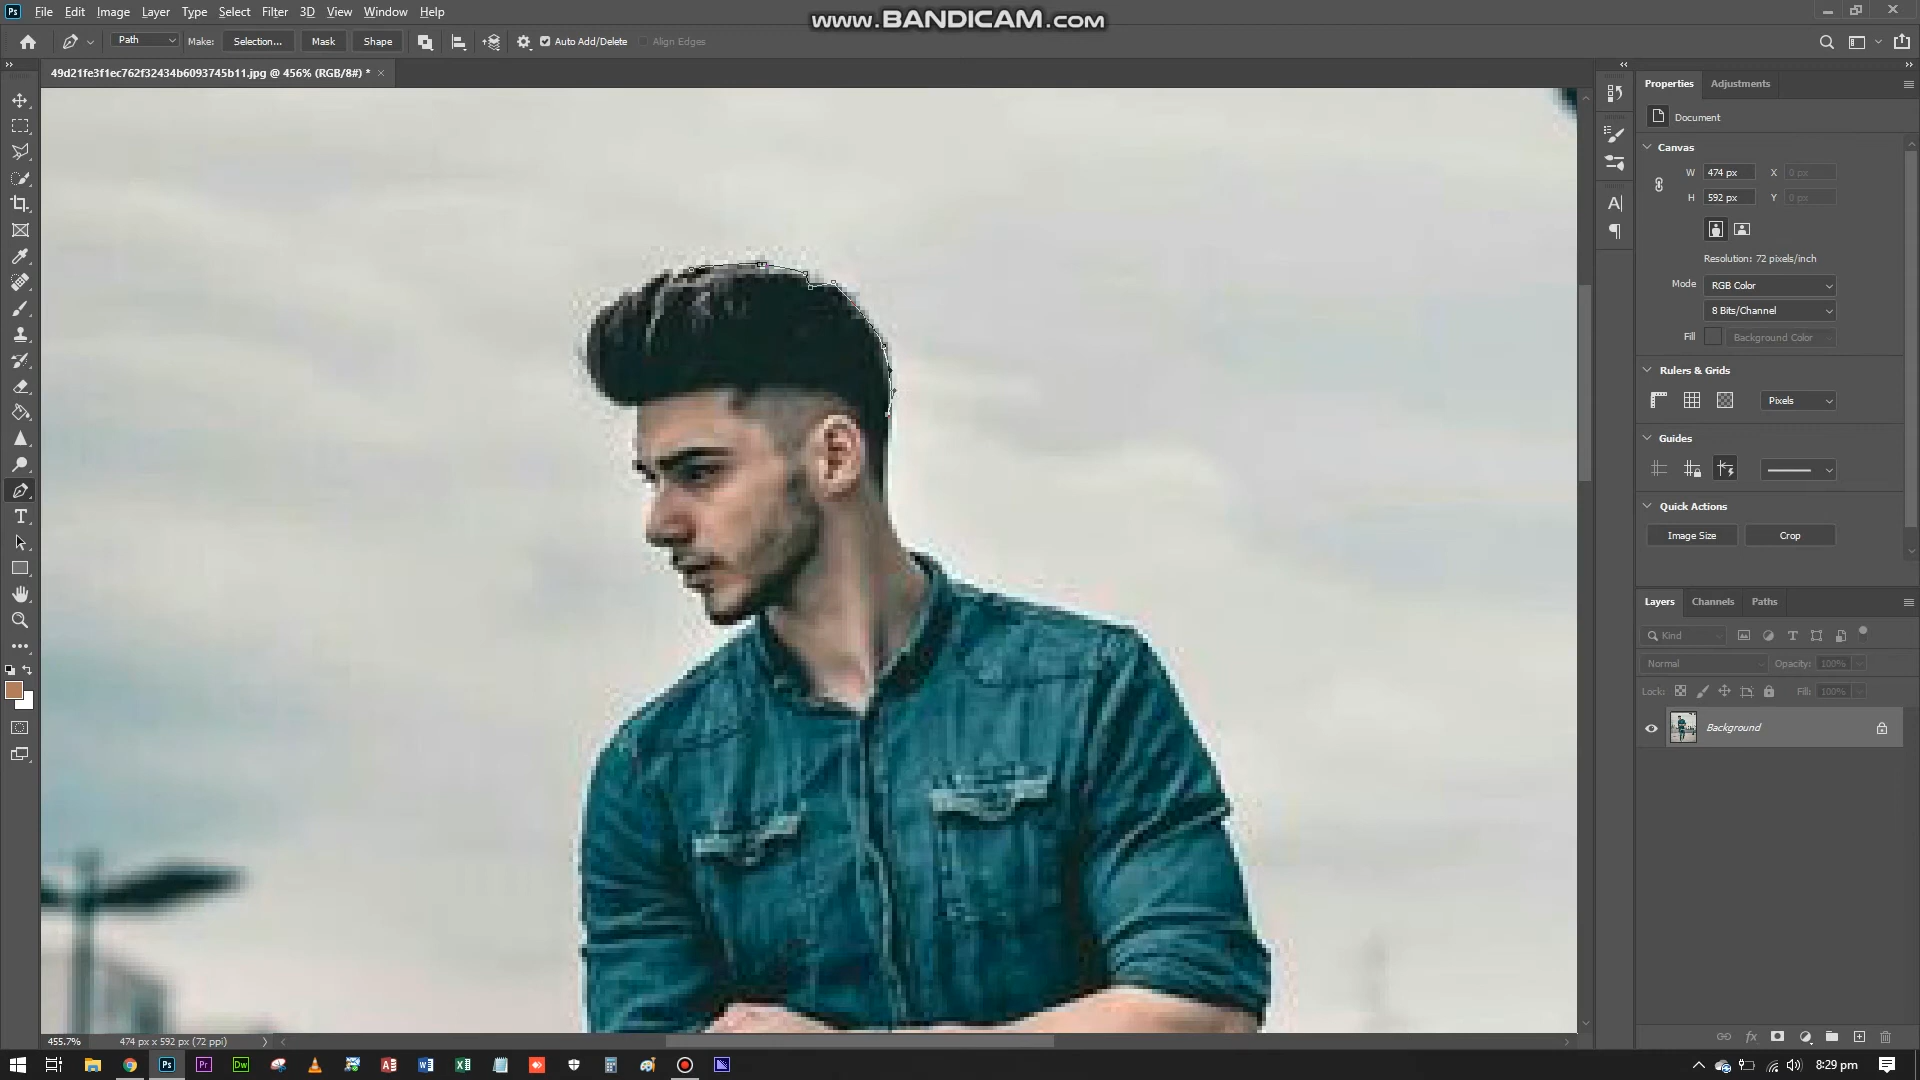 Ps File Edit Image Layer Type Select Filter 3D View Window Help
www.BANDICAM.com
Path Make: Selection... Mask Shape Auto Add/Delete Align Edges
49d21fe3f1ec762f32434b6093745b11.jpg @ 456% (RGB/8#) * ×
Properties Adjustments
Document
Canvas
W 474 px X 0 px
H 592 px Y 0 px
Resolution: 72 pixels/inch
Mode RGB Color
8 Bits/Channel
Fill Background Color
Rulers & Grids
Pixels
Guides
Quick Actions
Image Size Crop
Layers Channels Paths
Kind
Normal Opacity: 100%
Lock: Fill: 100%
Background
455.7% 474 px x 592 px (72 ppi)
Ps Pr Dw
8:29 pm